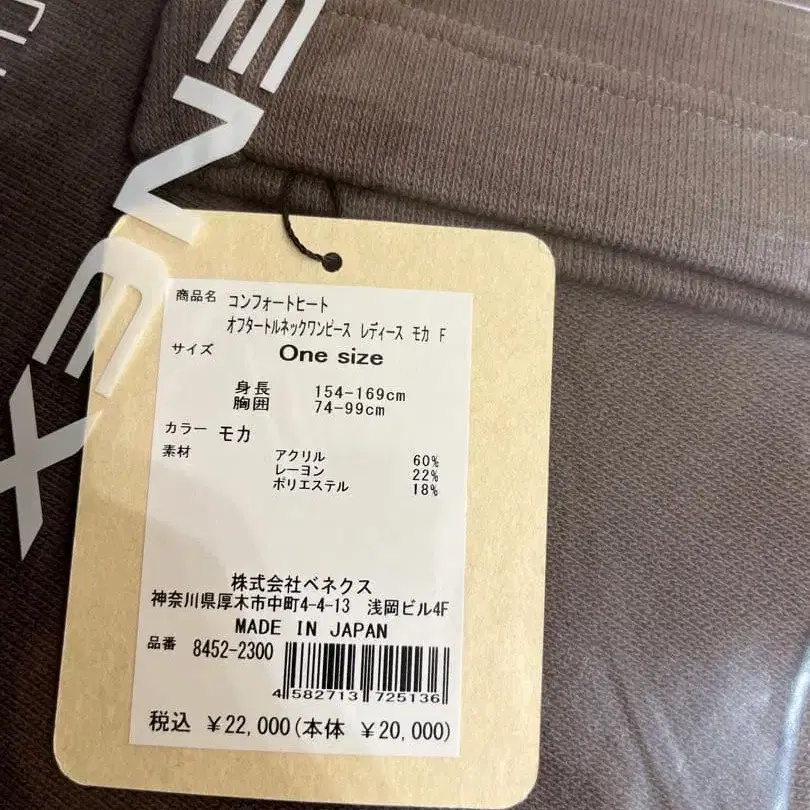 VENEX
商品名 コンフォートヒート
オフタートルネックワンピース レディース モカ F
サイズ One size
身長 154-169cm
胸囲 74-99cm
カラー モカ
素材 アクリル 60%
レーヨン 22%
ポリエステル 18%
株式会社ベネクス
神奈川県厚木市中町4-4-13 浅岡ビル4F
MADE IN JAPAN
品番 8452-2300
4 582713 725136
税込 ¥22,000(本体 ¥20,000)